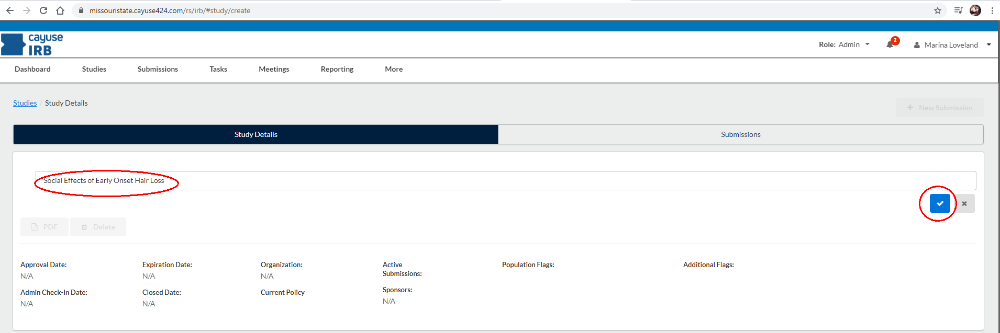 missouristate.cayuse424.com/rs/irb/#study/create
cayuse
IRB
Role: Admin
2
Marina Loveland
Dashboard Studies Submissions Tasks Meetings Reporting More
Studies / Study Details
+ New Submission
Study Details Submissions
Social Effects of Early Onset Hair Loss
PDF Delete
Approval Date: Expiration Date: Organization: Active Submissions: Population Flags: Additional Flags:
N/A N/A N/A
Admin Check-In Date: Closed Date: Current Policy Sponsors:
N/A N/A N/A